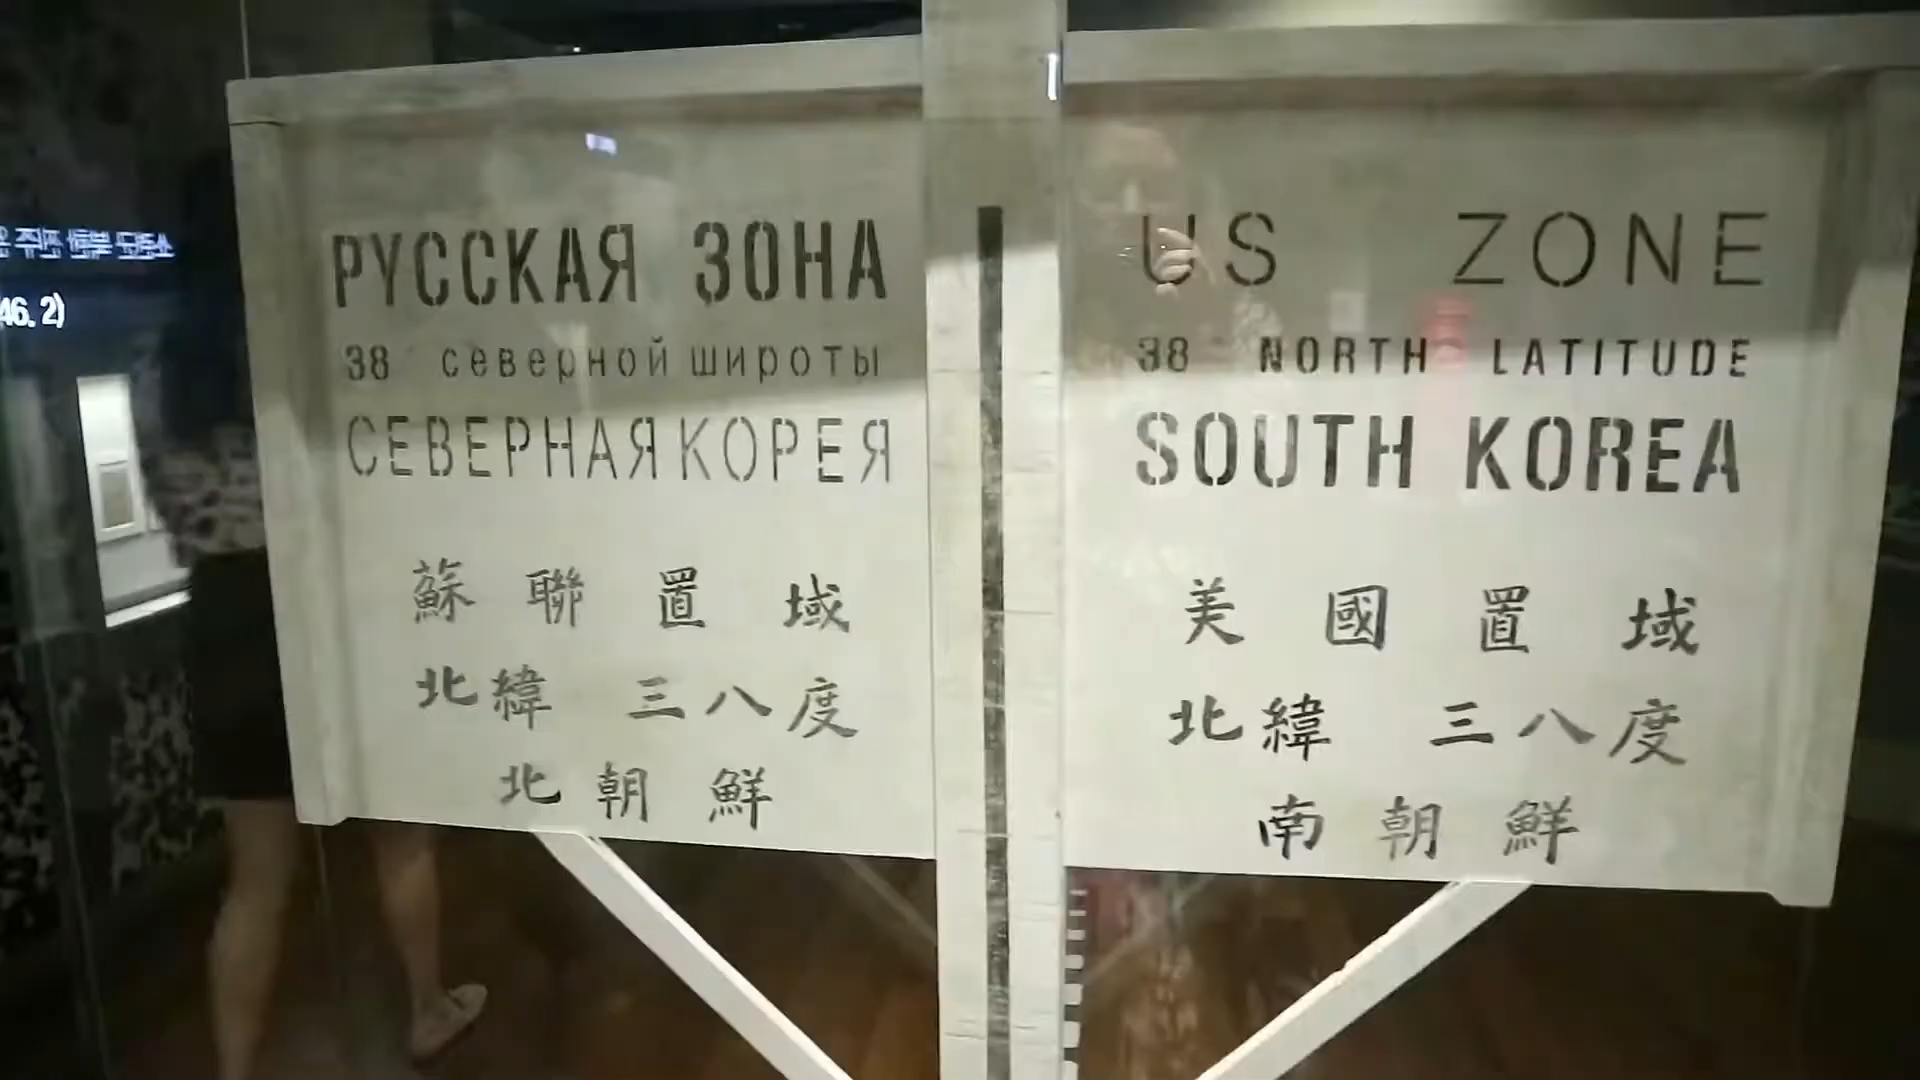 РУССКАЯ ЗОНА
38 северной широты
СЕВЕРНАЯ КОРЕЯ
蘇聯置域
北緯 三八度
北朝鮮
US ZONE
38 NORTH LATITUDE
SOUTH KOREA
美國置域
北緯 三八度
南朝鮮
46. 2)